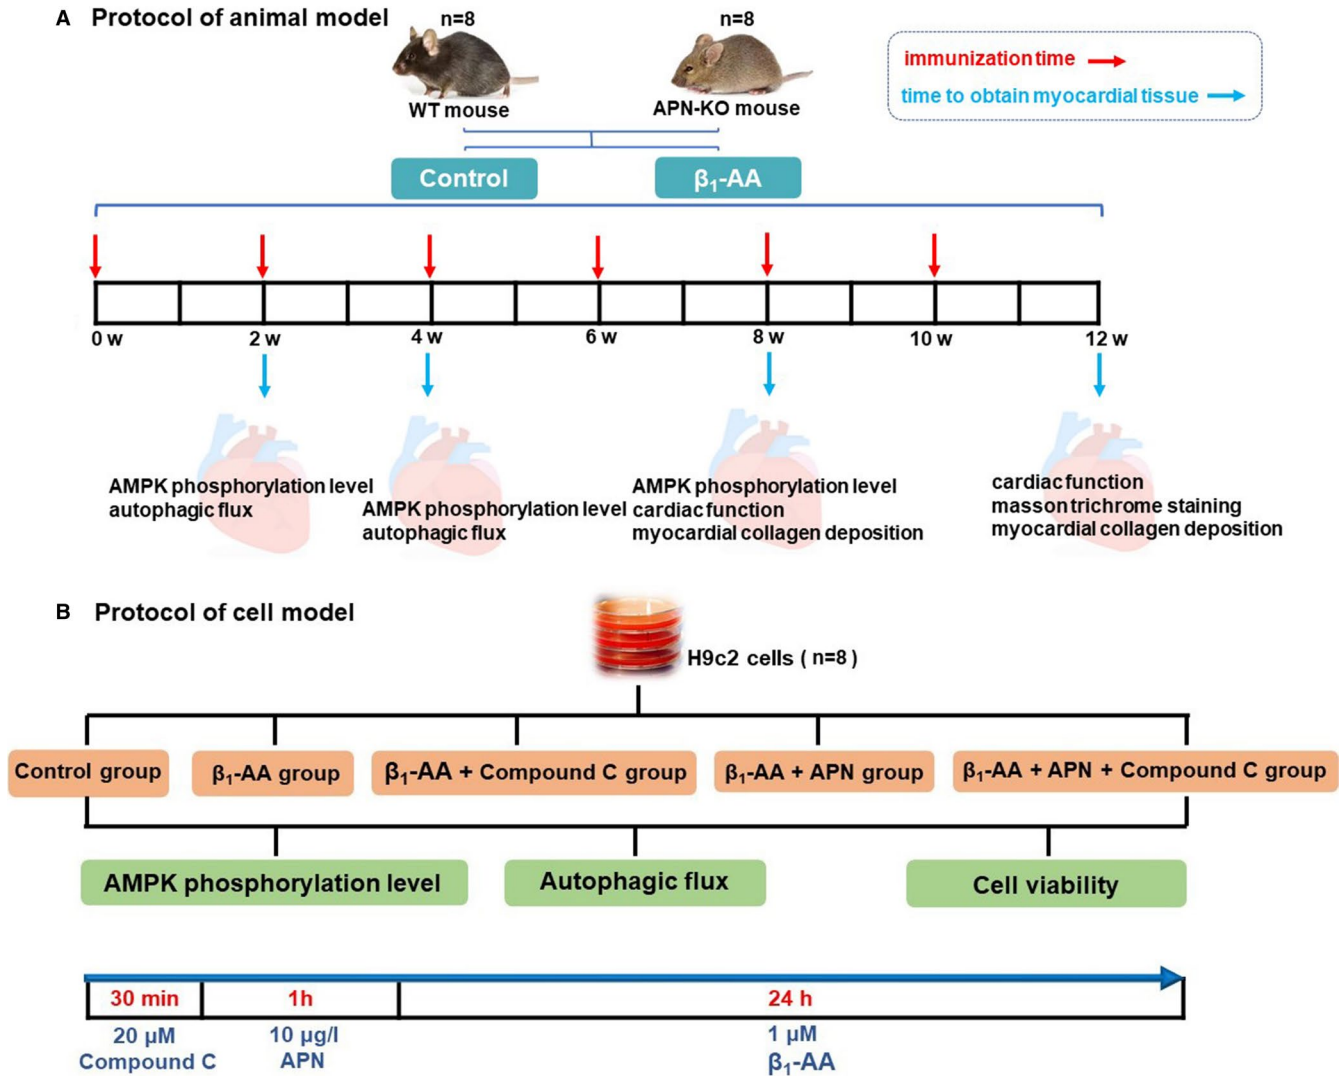 A Protocol of animal model
n=8
n=8
WT mouse
APN-KO mouse
immunization time
time to obtain myocardial tissue
Control
β₁-AA
0 w
2 w
4 w
6 w
8 w
10 w
12 w
AMPK phosphorylation level
autophagic flux
AMPK phosphorylation level
autophagic flux
AMPK phosphorylation level
cardiac function
myocardial collagen deposition
cardiac function
masson trichrome staining
myocardial collagen deposition
B Protocol of cell model
H9c2 cells ( n=8 )
Control group
β₁-AA group
β₁-AA + Compound C group
β₁-AA + APN group
β₁-AA + APN + Compound C group
AMPK phosphorylation level
Autophagic flux
Cell viability
30 min
1h
24 h
20 μM
Compound C
10 μg/l
APN
1 μM
β₁-AA